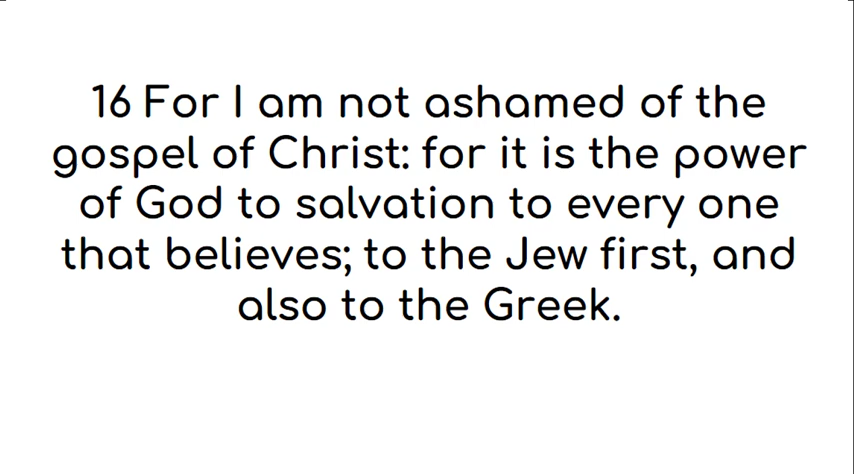 16 For I am not ashamed of the
gospel of Christ: for it is the power
of God to salvation to every one
that believes; to the Jew first, and
also to the Greek.